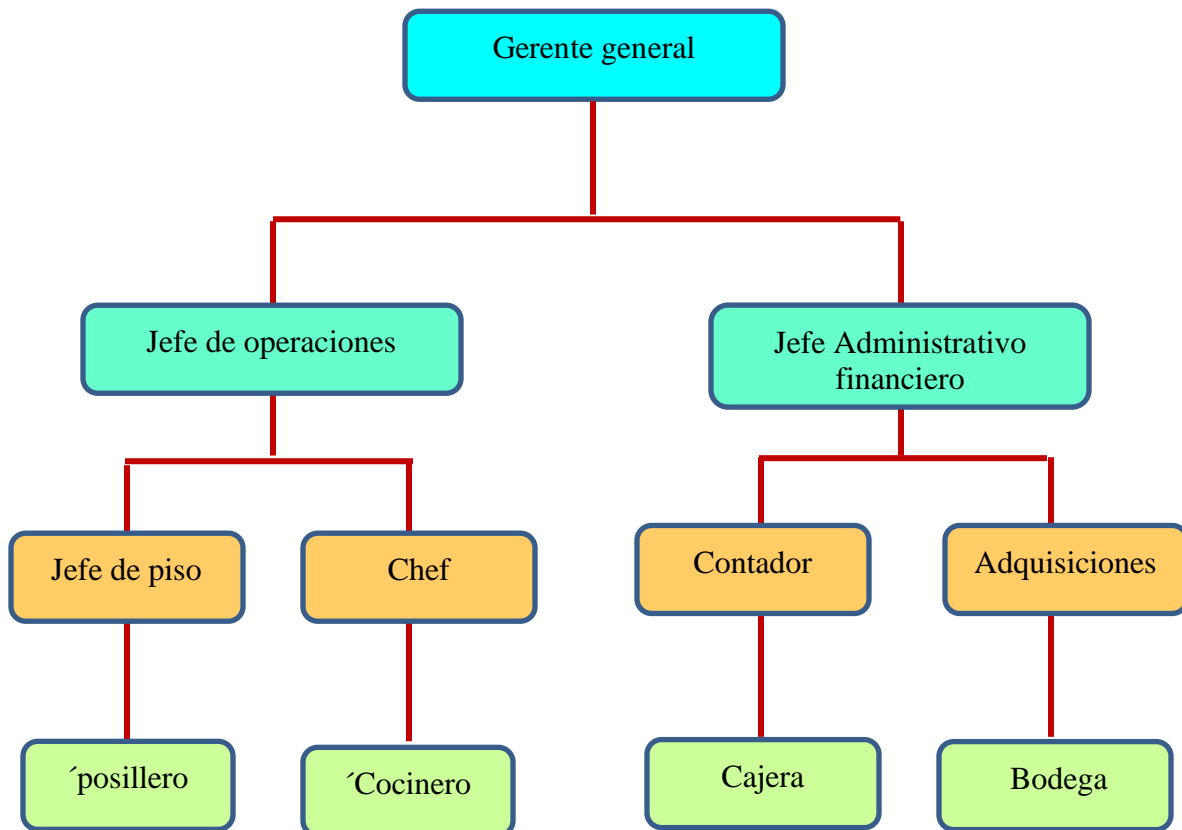 Gerente general
Jefe de operaciones
Jefe Administrativo
financiero
Jefe de piso
Chef
Contador
Adquisiciones
´posillero
´Cocinero
Cajera
Bodega